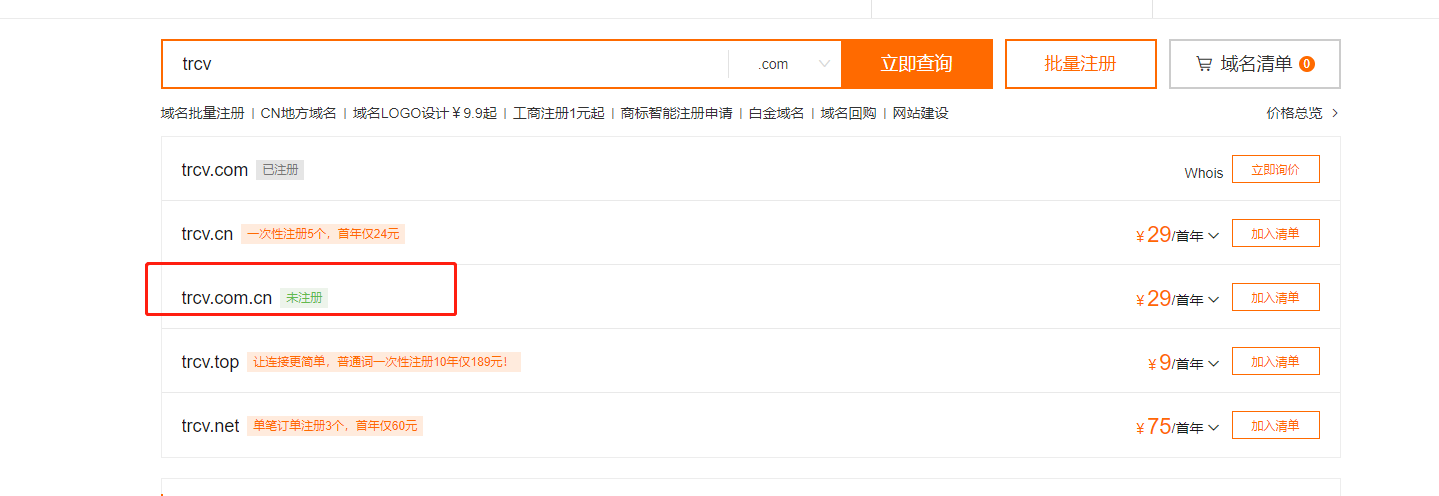 trcv .com 立即查询 批量注册 域名清单 0
域名批量注册 | CN地方域名 | 域名LOGO设计￥9.9起 | 工商注册1元起 | 商标智能注册申请 | 白金域名 | 域名回购 | 网站建设 价格总览
trcv.com 已注册 Whois 立即询价
trcv.cn 一次性注册5个，首年仅24元 ￥29/首年 加入清单
trcv.com.cn 未注册 ￥29/首年 加入清单
trcv.top 让连接更简单，普通词一次性注册10年仅189元！ ￥9/首年 加入清单
trcv.net 单笔订单注册3个，首年仅60元 ￥75/首年 加入清单